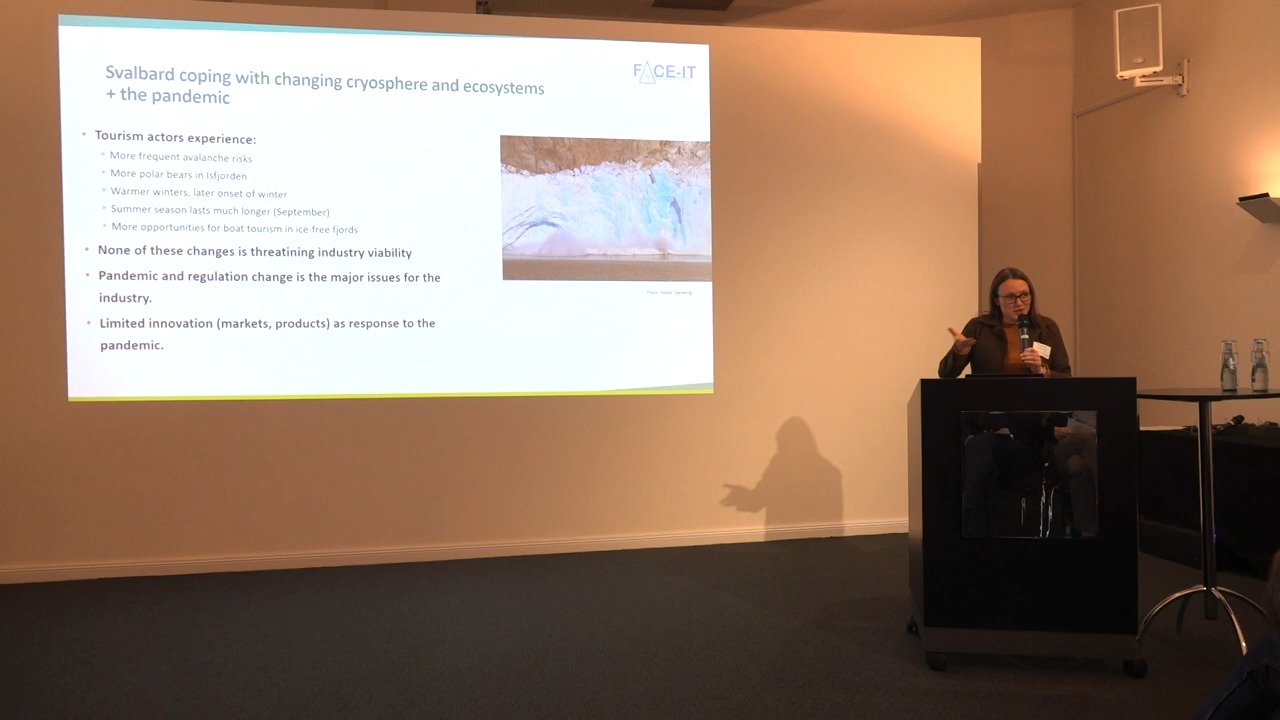 Svalbard coping with changing cryosphere and ecosystems
+ the pandemic
FACE-IT
Tourism actors experience:
More frequent avalanche risks
More polar bears in Isfjorden
Warmer winters, later onset of winter
Summer season lasts much longer (September)
More opportunities for boat tourism in ice-free fjords
None of these changes is threatining industry viability
Pandemic and regulation change is the major issues for the
industry.
Limited innovation (markets, products) as response to the
pandemic.